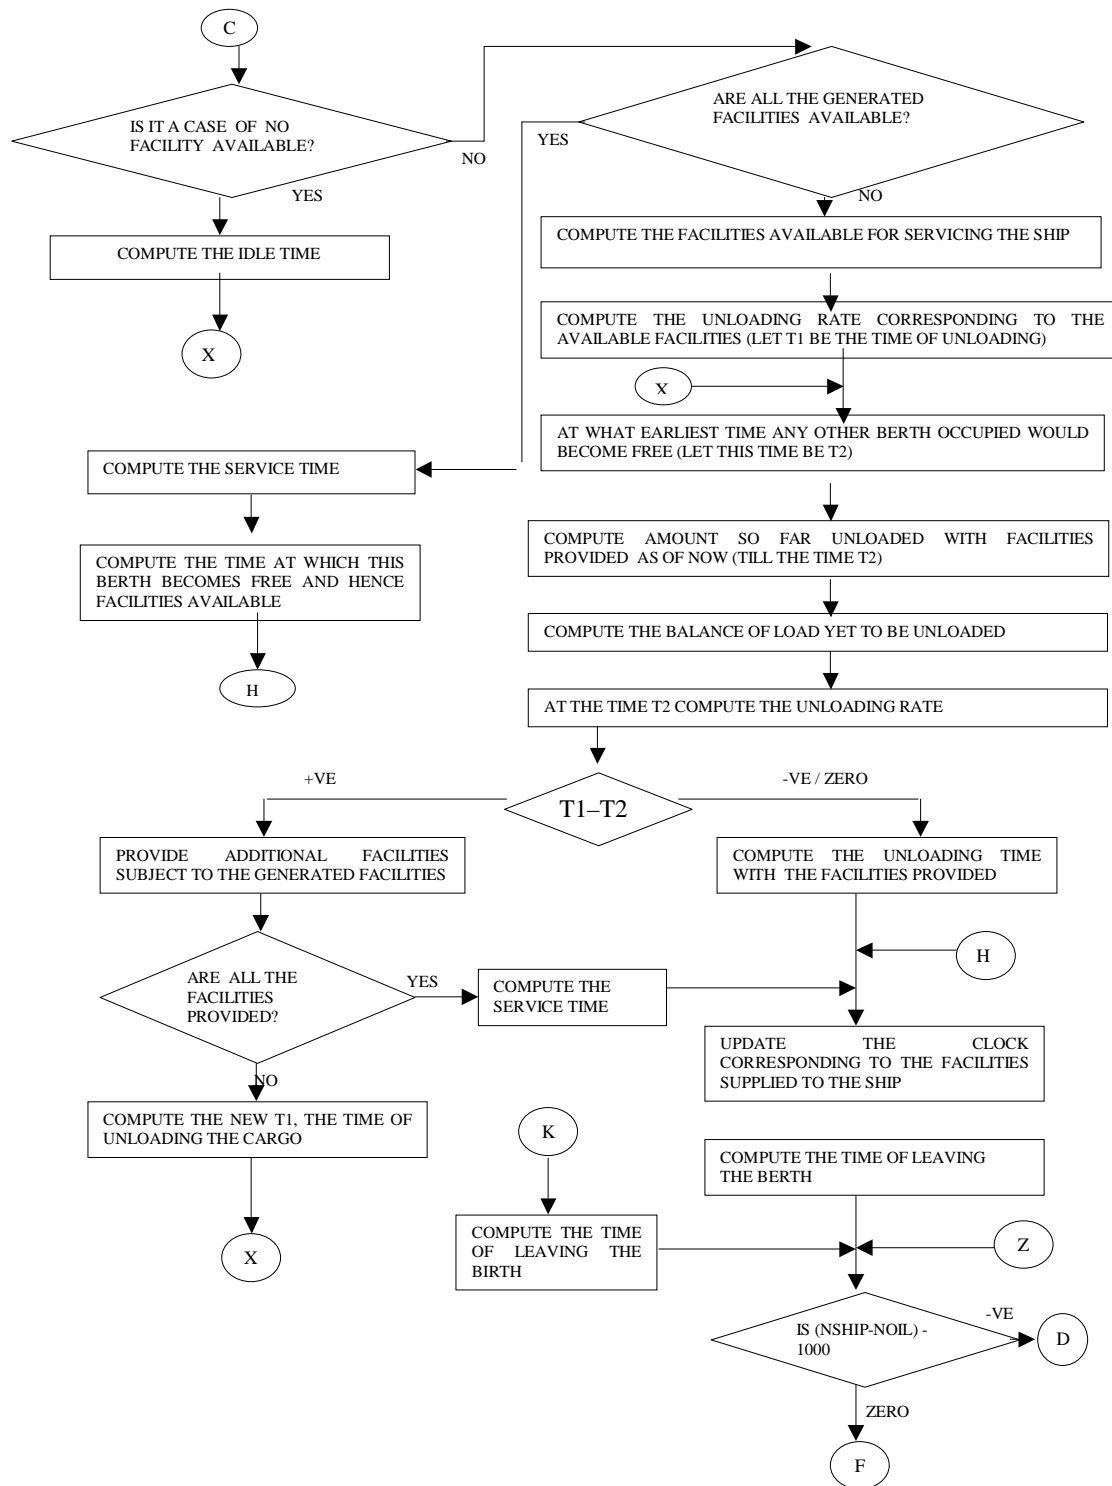 C
IS IT A CASE OF NO
FACILITY AVAILABLE?
NO
YES
COMPUTE THE IDLE TIME
X
ARE ALL THE GENERATED
FACILITIES AVAILABLE?
YES
NO
COMPUTE THE FACILITIES AVAILABLE FOR SERVICING THE SHIP
COMPUTE THE UNLOADING RATE CORRESPONDING TO THE
AVAILABLE FACILITIES (LET T1 BE THE TIME OF UNLOADING)
X
AT WHAT EARLIEST TIME ANY OTHER BERTH OCCUPIED WOULD
BECOME FREE (LET THIS TIME BE T2)
COMPUTE THE SERVICE TIME
COMPUTE THE TIME AT WHICH THIS
BERTH BECOMES FREE AND HENCE
FACILITIES AVAILABLE
H
COMPUTE AMOUNT SO FAR UNLOADED WITH FACILITIES
PROVIDED AS OF NOW (TILL THE TIME T2)
COMPUTE THE BALANCE OF LOAD YET TO BE UNLOADED
AT THE TIME T2 COMPUTE THE UNLOADING RATE
+VE
-VE / ZERO
T1–T2
PROVIDE ADDITIONAL FACILITIES
SUBJECT TO THE GENERATED FACILITIES
COMPUTE THE UNLOADING TIME
WITH THE FACILITIES PROVIDED
ARE ALL THE
FACILITIES
PROVIDED?
YES
COMPUTE THE
SERVICE TIME
H
NO
UPDATE THE CLOCK
CORRESPONDING TO THE FACILITIES
SUPPLIED TO THE SHIP
COMPUTE THE NEW T1, THE TIME OF
UNLOADING THE CARGO
X
K
COMPUTE THE TIME OF LEAVING
THE BERTH
COMPUTE THE TIME
OF LEAVING THE
BIRTH
Z
IS (NSHIP-NOIL) -
1000
-VE
D
ZERO
F